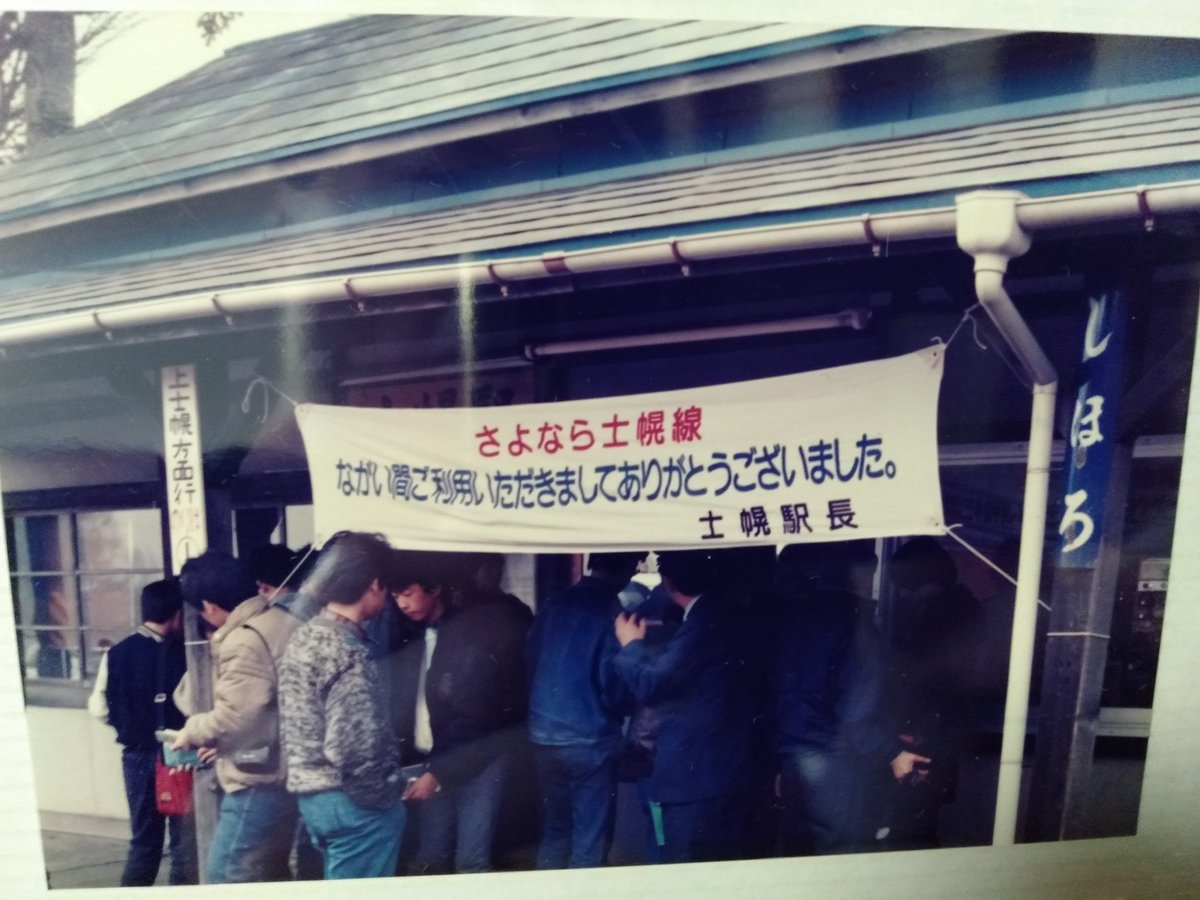 上士幌方面行
さよなら士幌線
ながい間ご利用いただきましてありがとうございました。
士幌駅長
しほろ